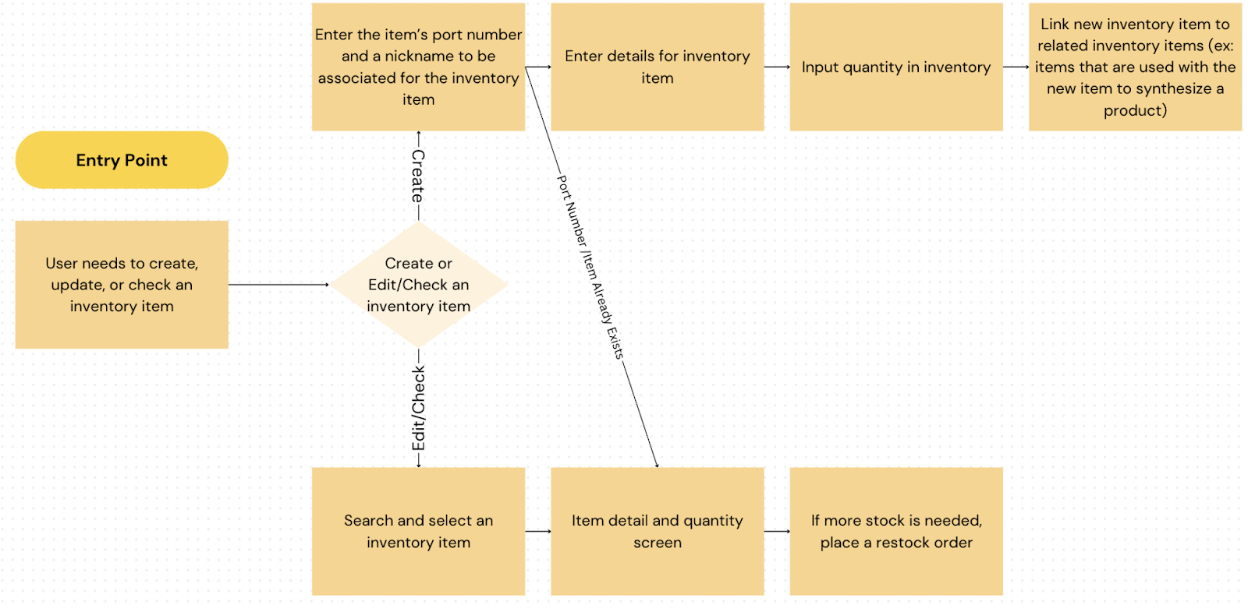 Entry Point
User needs to create,
update, or check an
inventory item
Create or
Edit/Check an
inventory item
Create
Enter the item's port number
and a nickname to be
associated for the inventory
item
Enter details for inventory
item
Input quantity in inventory
Link new inventory item to
related inventory items (ex:
items that are used with the
new item to synthesize a
product)
Port Number /Item Already Exists
Edit/Check
Search and select an
inventory item
Item detail and quantity
screen
If more stock is needed,
place a restock order